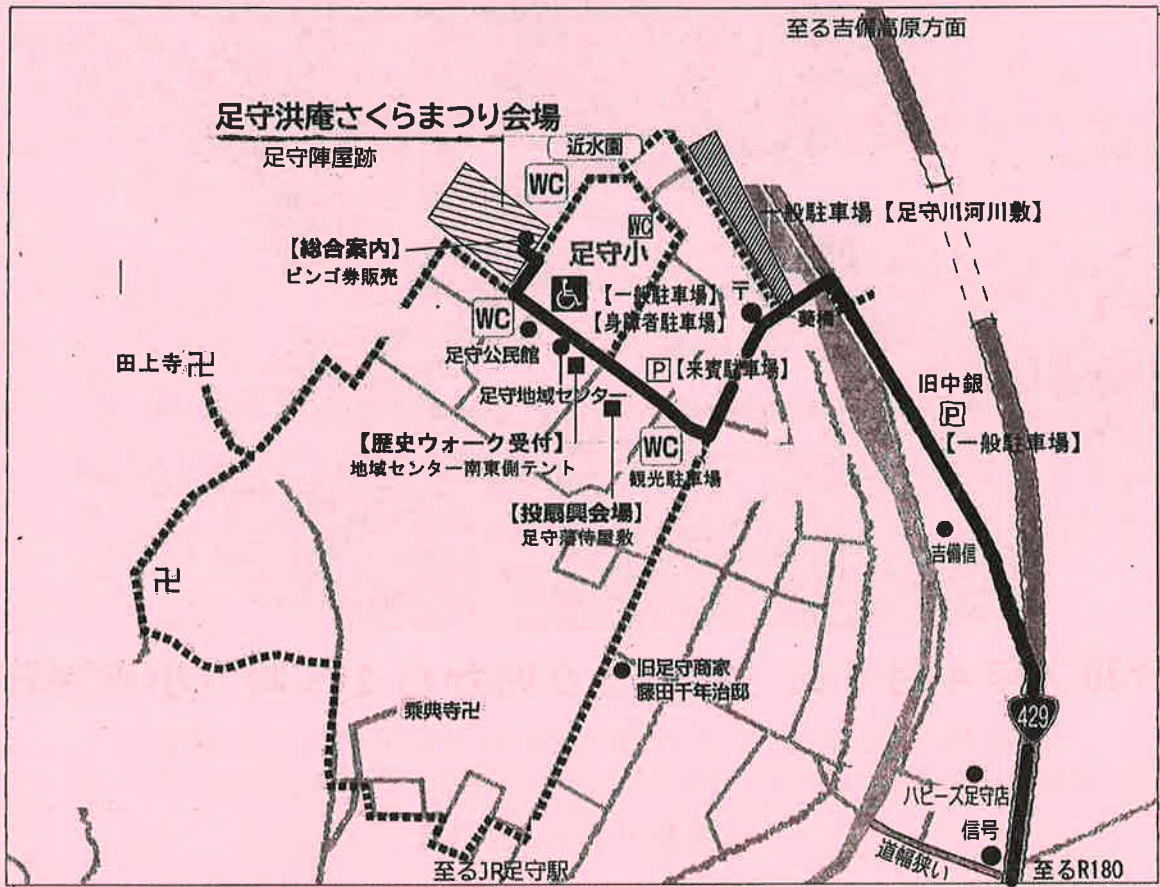 至る吉備高原方面
足守洪庵さくらまつり会場
足守陣屋跡
近水園
WC
WC
一般駐車場【足守川河川敷】
【総合案内】
ビンゴ券販売
足守小
【一般駐車場】
【身障者駐車場】
〒
葵橋
WC
足守公民館
田上寺卍
足守地域センター
P【来賓駐車場】
旧中銀
P
【一般駐車場】
【歴史ウォーク受付】
地域センター南東側テント
WC
観光駐車場
【投扇興会場】
足守藩侍屋敷
吉備信
卍
旧足守商家
藤田千年治邸
乗典寺卍
429
ハピーズ足守店
信号
道幅狭い
至るJR足守駅
至るR180